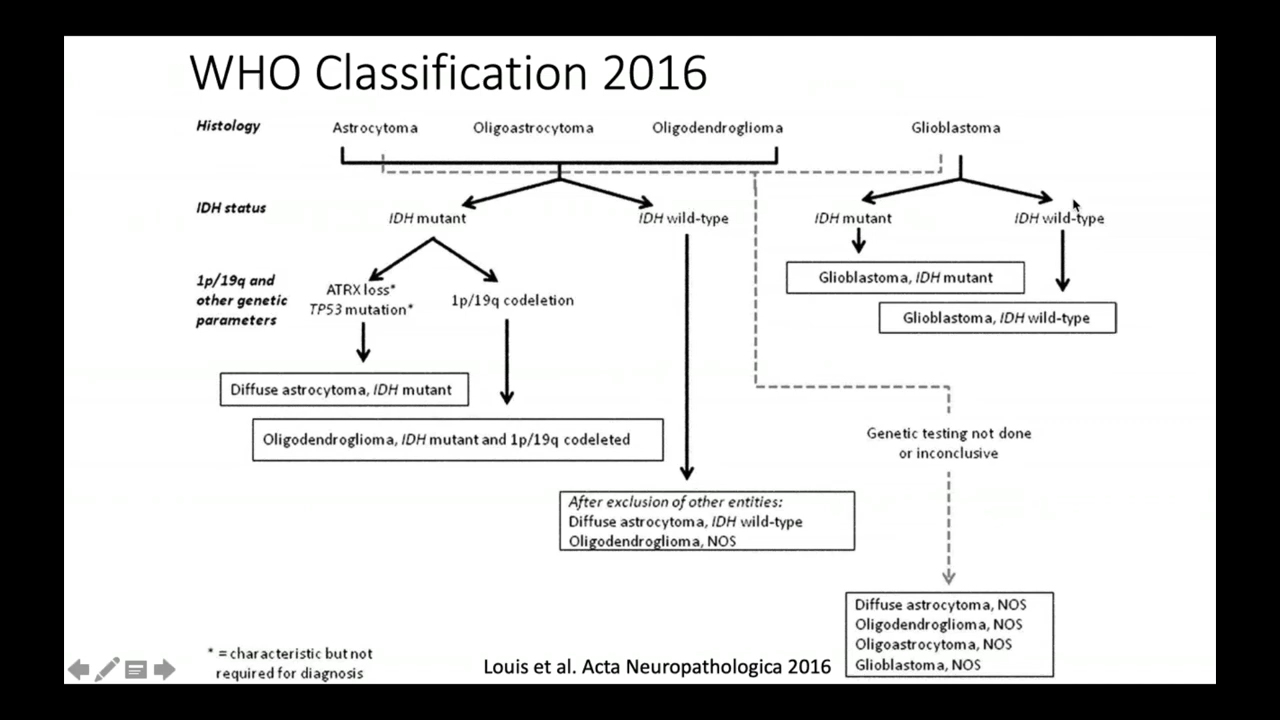 WHO Classification 2016
Histology
Astrocytoma
Oligoastrocytoma
Oligodendroglioma
Glioblastoma
IDH status
IDH mutant
IDH wild-type
IDH mutant
IDH wild-type
1p/19q and
other genetic
parameters
ATRX loss*
TP53 mutation*
1p/19q codeletion
Glioblastoma, IDH mutant
Glioblastoma, IDH wild-type
Diffuse astrocytoma, IDH mutant
Oligodendroglioma, IDH mutant and 1p/19q codeleted
Genetic testing not done
or inconclusive
After exclusion of other entities:
Diffuse astrocytoma, IDH wild-type
Oligodendroglioma, NOS
Diffuse astrocytoma, NOS
Oligodendroglioma, NOS
Oligoastrocytoma, NOS
Glioblastoma, NOS
* = characteristic but not
required for diagnosis
Louis et al. Acta Neuropathologica 2016